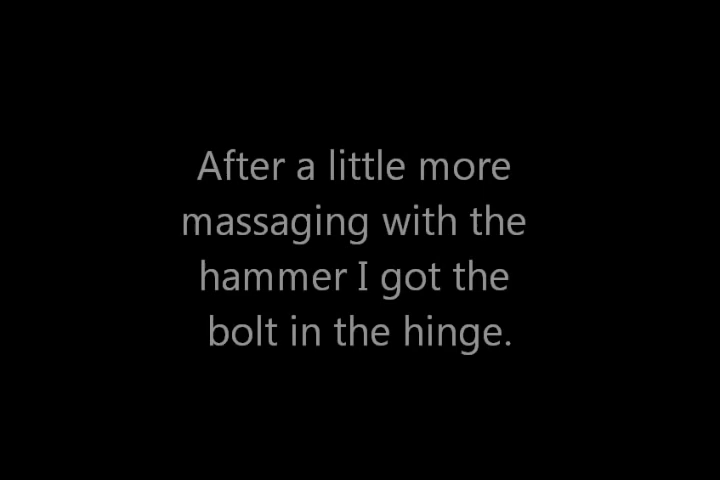 After a little more
massaging with the
hammer I got the
bolt in the hinge.